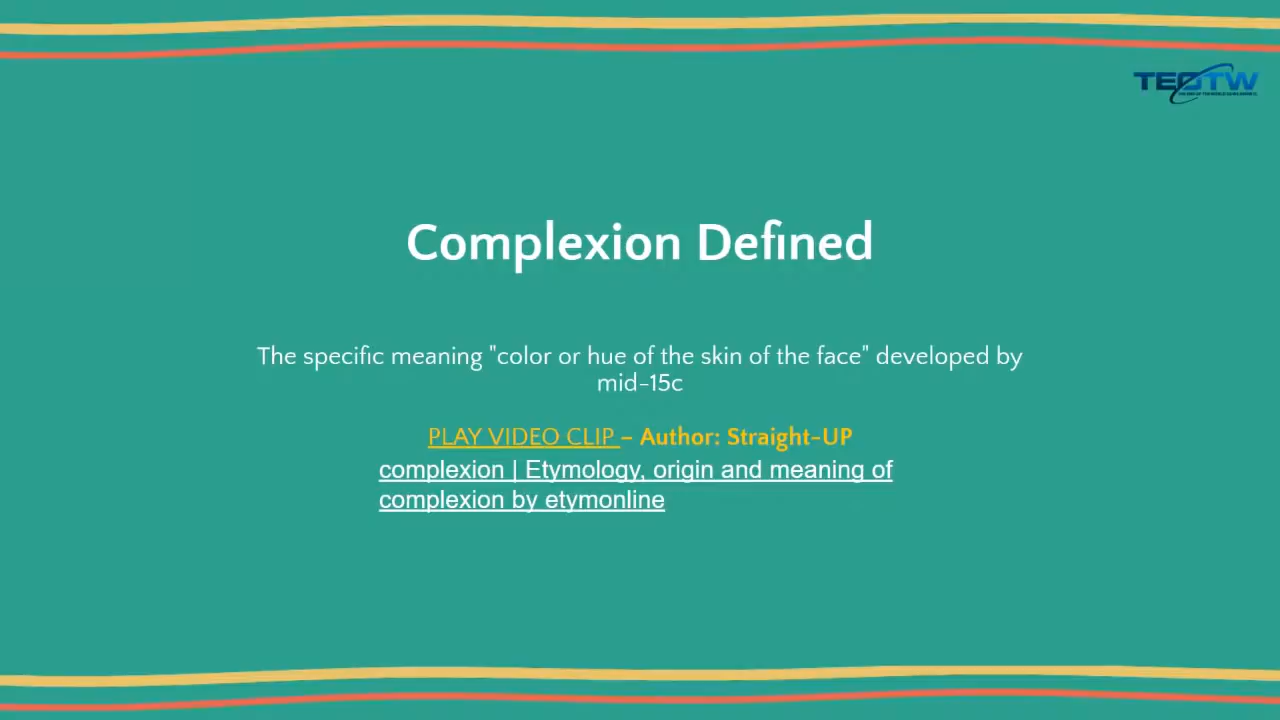 TEOTW
Complexion Defined
The specific meaning "color or hue of the skin of the face" developed by
mid-15c
PLAY VIDEO CLIP – Author: Straight-UP
complexion | Etymology, origin and meaning of
complexion by etymonline